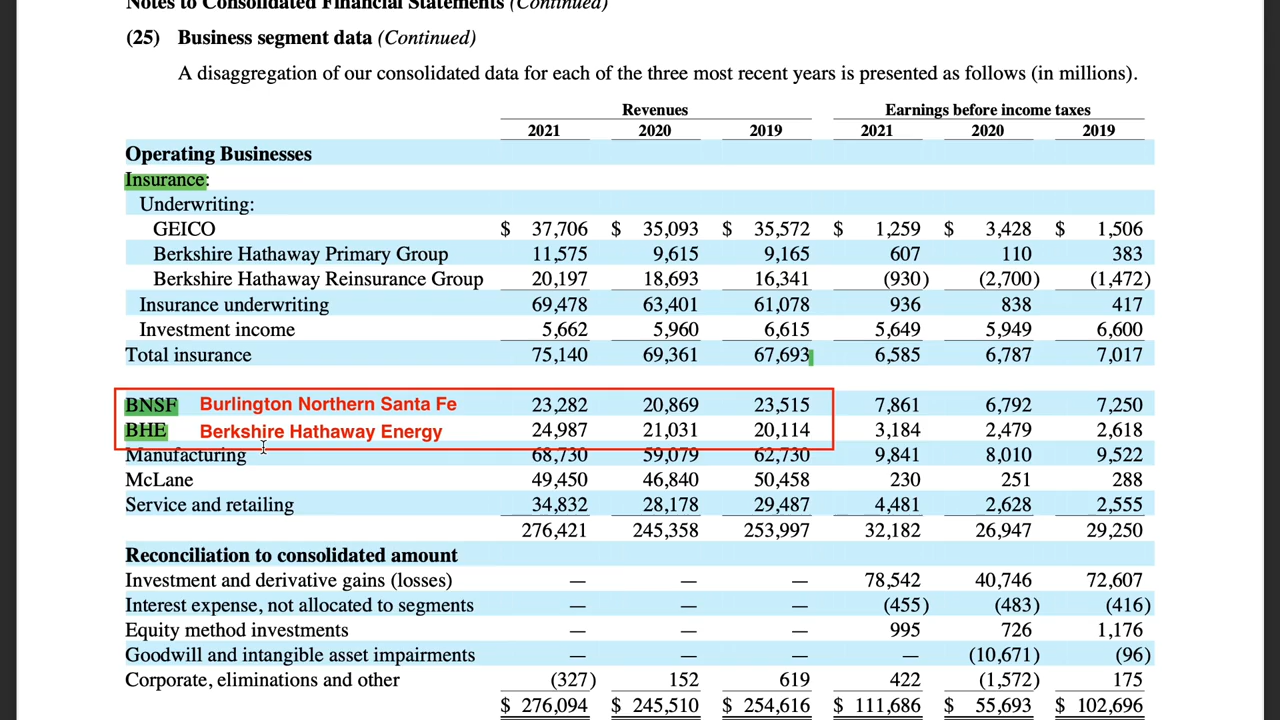 Notes to Consolidated Financial Statements (Continued)
(25) Business segment data (Continued)
A disaggregation of our consolidated data for each of the three most recent years is presented as follows (in millions).
Revenues Earnings before income taxes
2021 2020 2019 2021 2020 2019
Operating Businesses
Insurance:
Underwriting:
GEICO $ 37,706 $ 35,093 $ 35,572 $ 1,259 $ 3,428 $ 1,506
Berkshire Hathaway Primary Group 11,575 9,615 9,165 607 110 383
Berkshire Hathaway Reinsurance Group 20,197 18,693 16,341 (930) (2,700) (1,472)
Insurance underwriting 69,478 63,401 61,078 936 838 417
Investment income 5,662 5,960 6,615 5,649 5,949 6,600
Total insurance 75,140 69,361 67,693 6,585 6,787 7,017
BNSF Burlington Northern Santa Fe 23,282 20,869 23,515 7,861 6,792 7,250
BHE Berkshire Hathaway Energy 24,987 21,031 20,114 3,184 2,479 2,618
Manufacturing 68,730 59,079 62,730 9,841 8,010 9,522
McLane 49,450 46,840 50,458 230 251 288
Service and retailing 34,832 28,178 29,487 4,481 2,628 2,555
276,421 245,358 253,997 32,182 26,947 29,250
Reconciliation to consolidated amount
Investment and derivative gains (losses) — — — 78,542 40,746 72,607
Interest expense, not allocated to segments — — — (455) (483) (416)
Equity method investments — — — 995 726 1,176
Goodwill and intangible asset impairments — — — — (10,671) (96)
Corporate, eliminations and other (327) 152 619 422 (1,572) 175
$ 276,094 $ 245,510 $ 254,616 $ 111,686 $ 55,693 $ 102,696